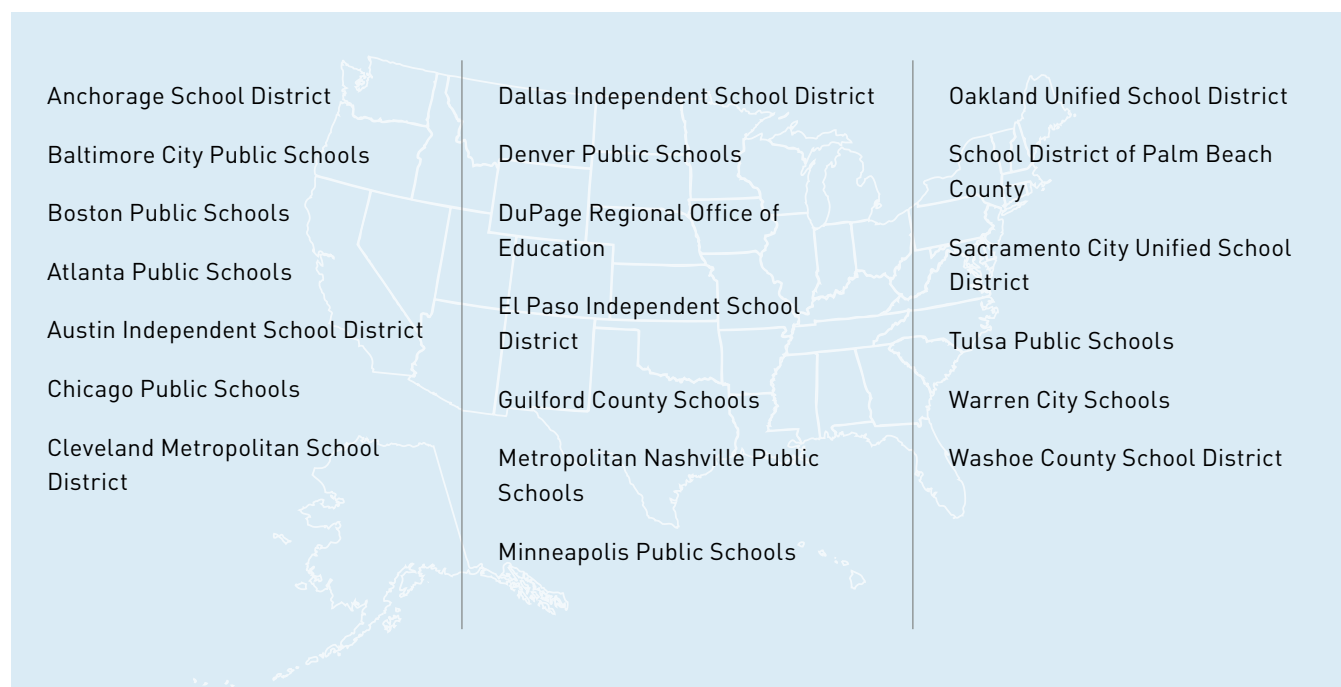 Anchorage School District
Baltimore City Public Schools
Boston Public Schools
Atlanta Public Schools
Austin Independent School District
Chicago Public Schools
Cleveland Metropolitan School
District
Dallas Independent School District
Denver Public Schools
DuPage Regional Office of
Education
El Paso Independent School
District
Guilford County Schools
Metropolitan Nashville Public
Schools
Minneapolis Public Schools
Oakland Unified School District
School District of Palm Beach
County
Sacramento City Unified School
District
Tulsa Public Schools
Warren City Schools
Washoe County School District